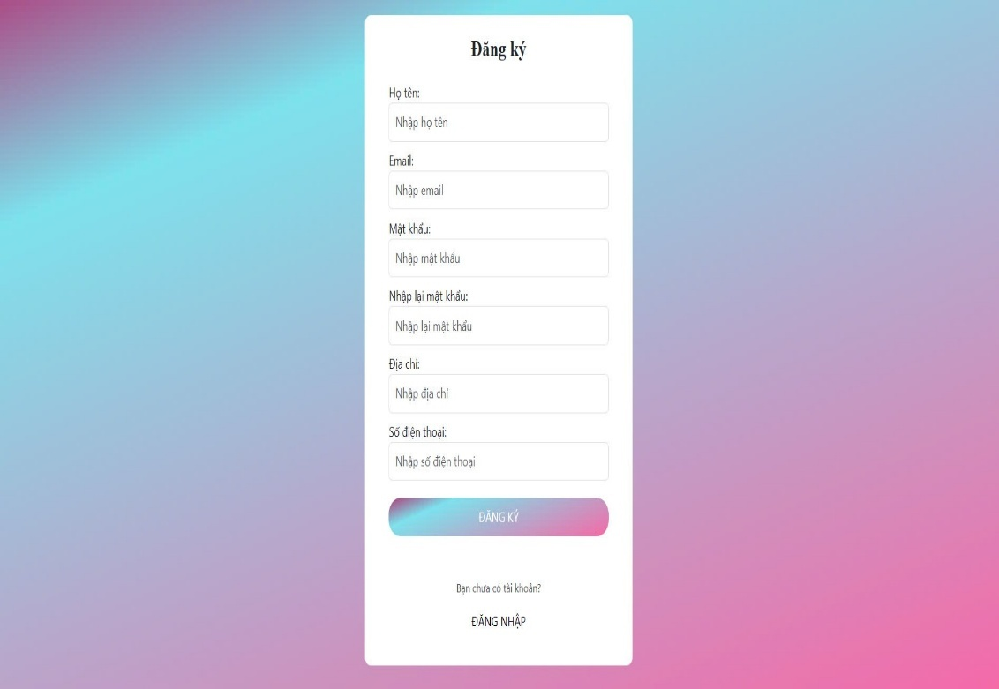 Đăng ký
Họ tên:
Nhập họ tên
Email:
Nhập email
Mật khẩu:
Nhập mật khẩu
Nhập lại mật khẩu:
Nhập lại mật khẩu
Địa chỉ:
Nhập địa chỉ
Số điện thoại:
Nhập số điện thoại
ĐĂNG KÝ
Bạn chưa có tài khoản?
ĐĂNG NHẬP